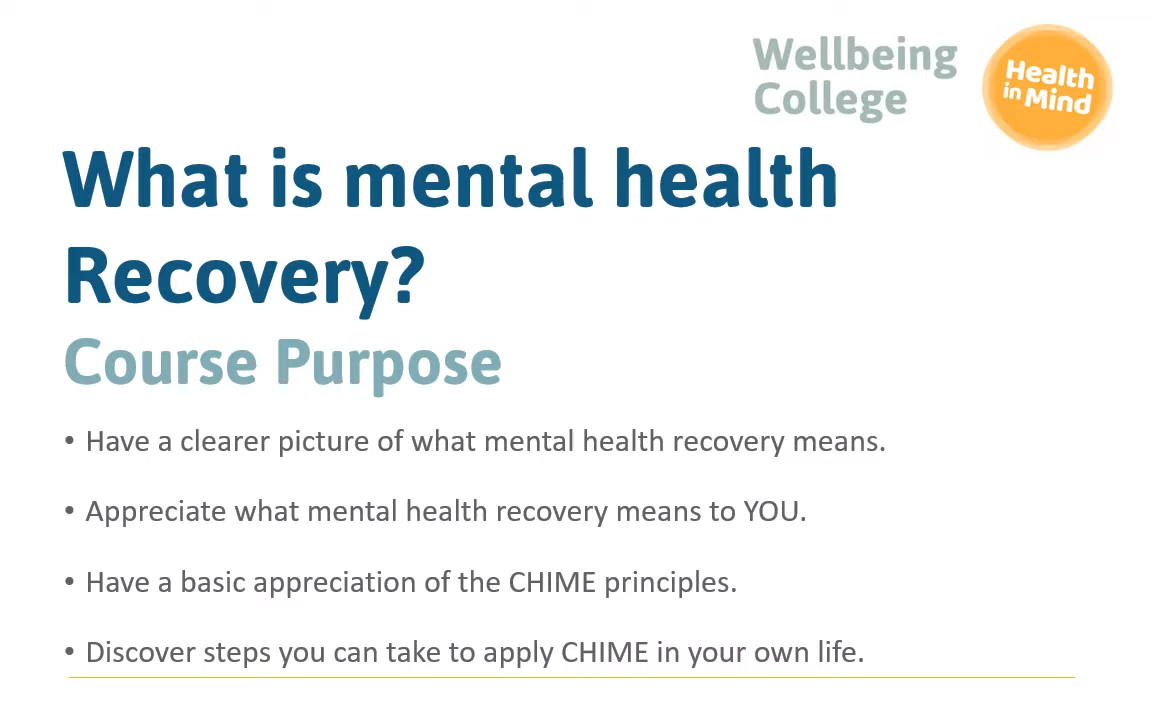 Wellbeing
College
Health
in Mind
What is mental health
Recovery?
Course Purpose
• Have a clearer picture of what mental health recovery means.
• Appreciate what mental health recovery means to YOU.
• Have a basic appreciation of the CHIME principles.
• Discover steps you can take to apply CHIME in your own life.